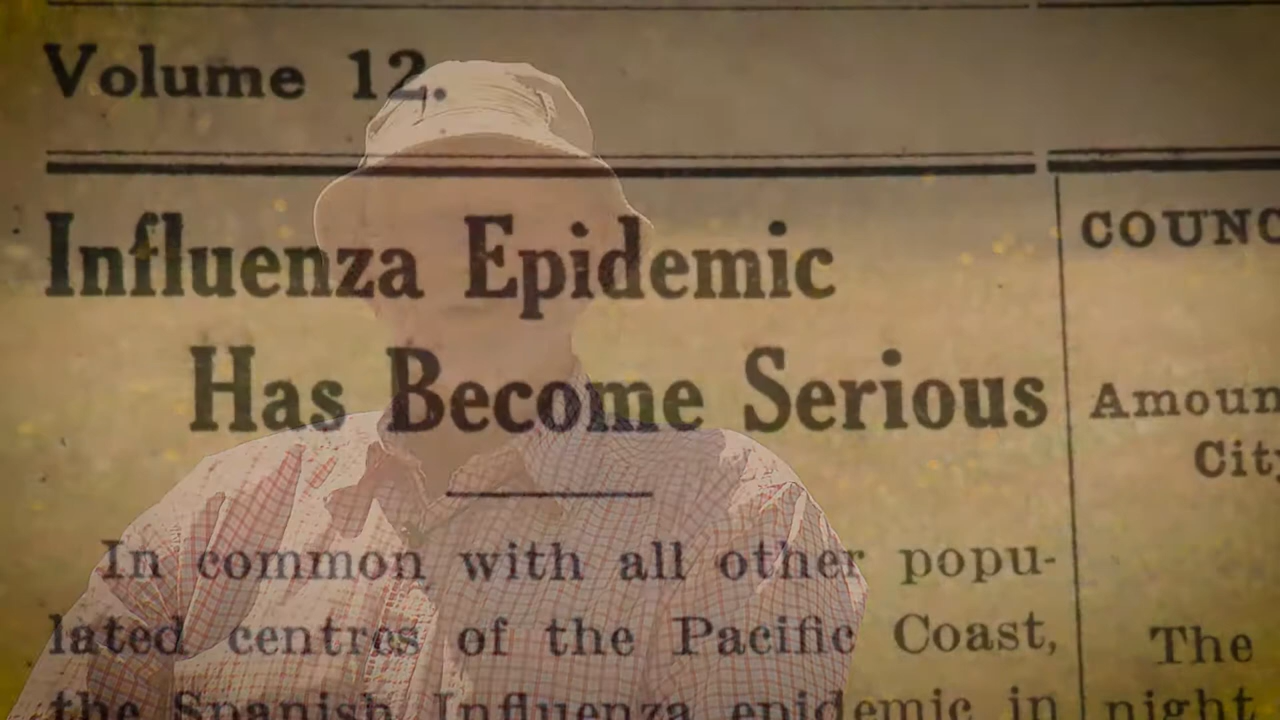 Volume 12.
Influenza Epidemic
Has Become Serious
In common with all other popu-
lated centres of the Pacific Coast,
the Spanish Influenza epidemic in
COUNC
Amoun
City
The
night